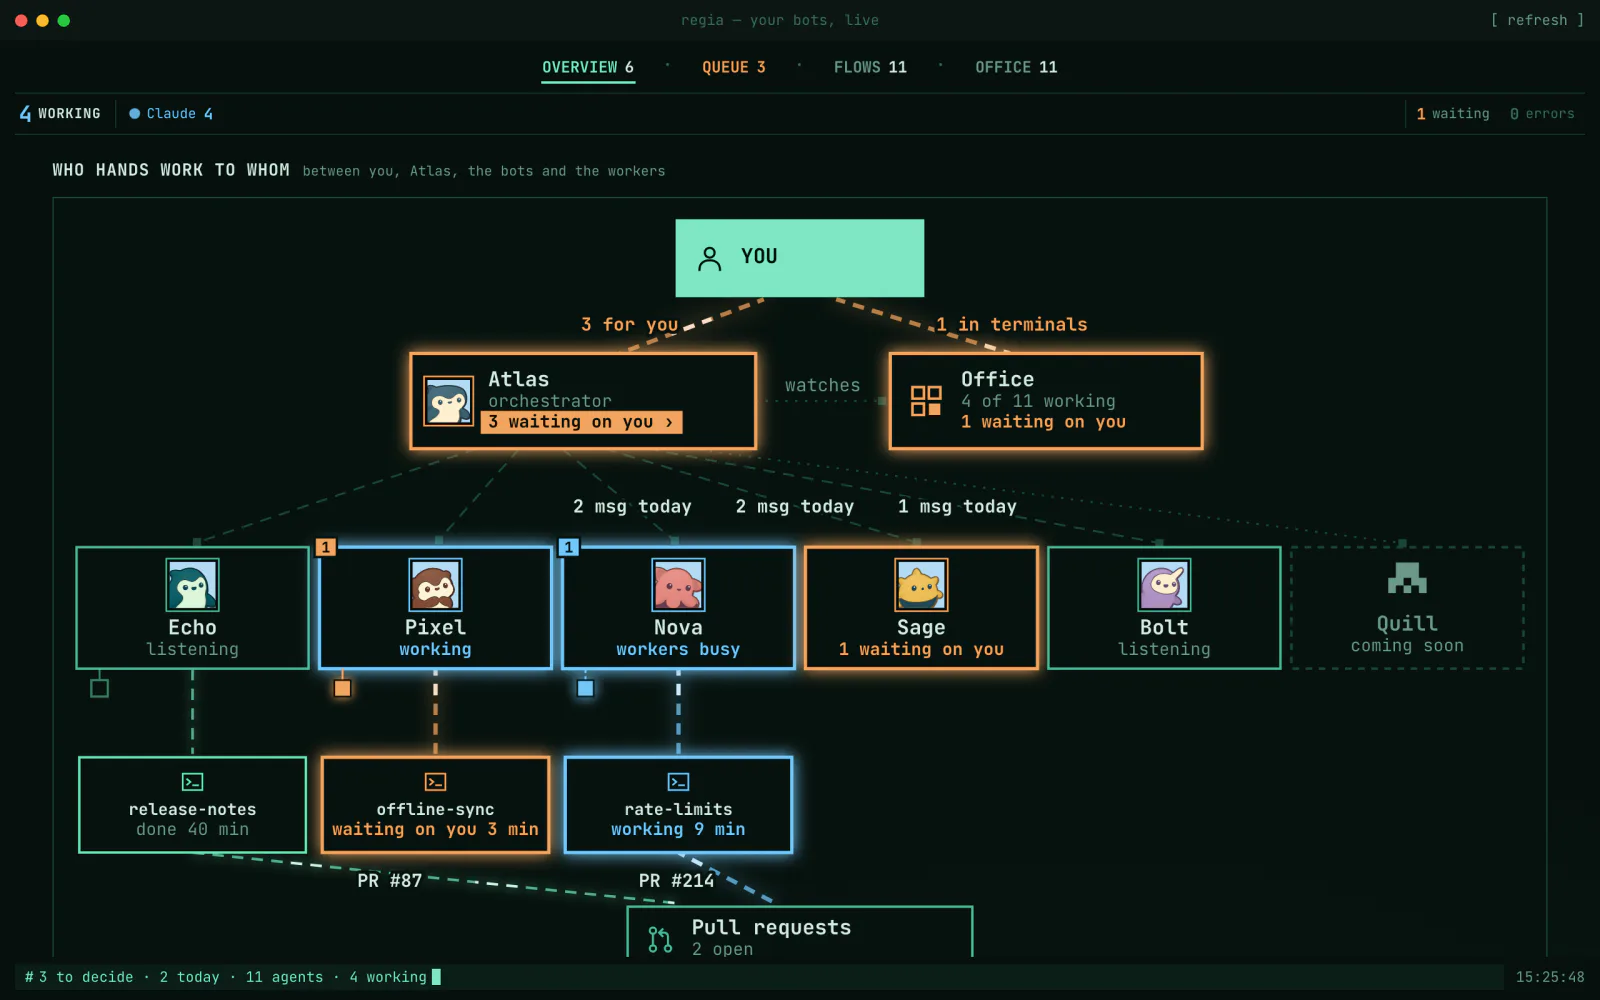 regia — your bots, live
[ refresh ]
OVERVIEW 6 · QUEUE 3 · FLOWS 11 · OFFICE 11
4 WORKING Claude 4
1 waiting 0 errors
WHO HANDS WORK TO WHOM between you, Atlas, the bots and the workers
YOU
3 for you
1 in terminals
Atlas
orchestrator
3 waiting on you ›
watches
Office
4 of 11 working
1 waiting on you
2 msg today
2 msg today
1 msg today
Echo
listening
1
Pixel
working
1
Nova
workers busy
Sage
1 waiting on you
Bolt
listening
Quill
coming soon
release-notes
done 40 min
offline-sync
waiting on you 3 min
rate-limits
working 9 min
PR #87
PR #214
Pull requests
2 open
# 3 to decide · 2 today · 11 agents · 4 working
15:25:48